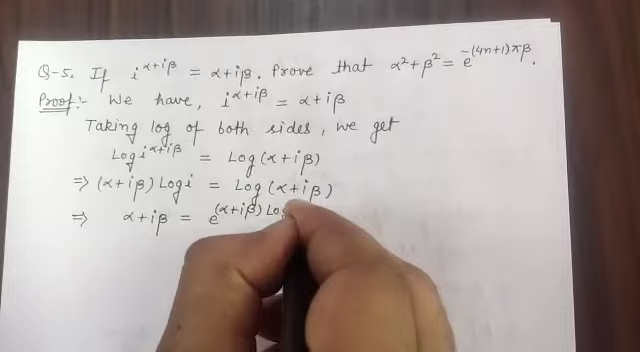 Q-5. If i^α+iβ = α+iβ. Prove that α²+β² = e^-(4n+1)πβ.
Proof:- We have, i^α+iβ = α+iβ
Taking log of both sides, we get
Log i^α+iβ = Log(α+iβ)
⇒ (α+iβ) Log i = Log(α+iβ)
⇒ α+iβ = e^(α+iβ) Log